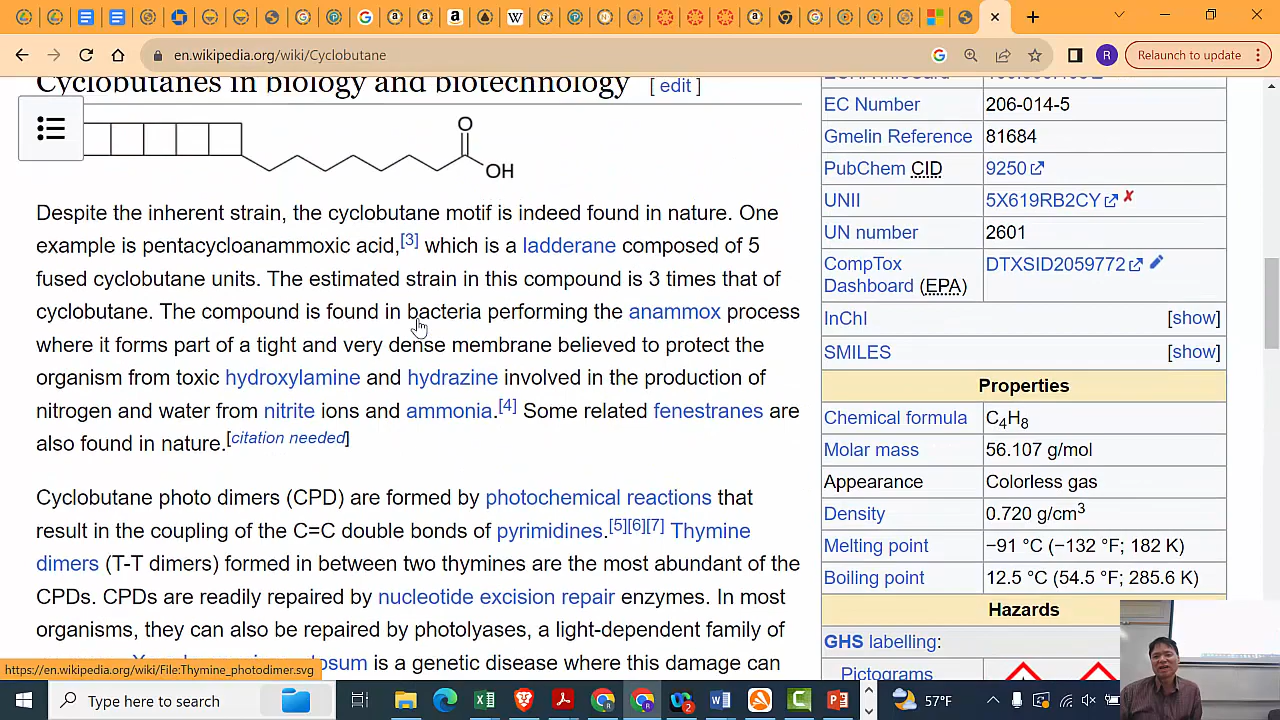 en.wikipedia.org/wiki/Cyclobutane
R
Relaunch to update
Cyclobutanes in biology and biotechnology [ edit ]
O
OH
Despite the inherent strain, the cyclobutane motif is indeed found in nature. One
example is pentacycloanammoxic acid,[3] which is a ladderane composed of 5
fused cyclobutane units. The estimated strain in this compound is 3 times that of
cyclobutane. The compound is found in bacteria performing the anammox process
where it forms part of a tight and very dense membrane believed to protect the
organism from toxic hydroxylamine and hydrazine involved in the production of
nitrogen and water from nitrite ions and ammonia.[4] Some related fenestranes are
also found in nature.[citation needed]
Cyclobutane photo dimers (CPD) are formed by photochemical reactions that
result in the coupling of the C=C double bonds of pyrimidines.[5][6][7] Thymine
dimers (T-T dimers) formed in between two thymines are the most abundant of the
CPDs. CPDs are readily repaired by nucleotide excision repair enzymes. In most
organisms, they can also be repaired by photolyases, a light-dependent family of
is a genetic disease where this damage can
https://en.wikipedia.org/wiki/File:Thymine_photodimer.svg
EC Number 206-014-5
Gmelin Reference 81684
PubChem CID 9250
UNII 5X619RB2CY
UN number 2601
CompTox DTXSID2059772
Dashboard (EPA)
InChI [show]
SMILES [show]
Properties
Chemical formula C4H8
Molar mass 56.107 g/mol
Appearance Colorless gas
Density 0.720 g/cm3
Melting point −91 °C (−132 °F; 182 K)
Boiling point 12.5 °C (54.5 °F; 285.6 K)
Hazards
GHS labelling:
Pictograms
Type here to search
57°F